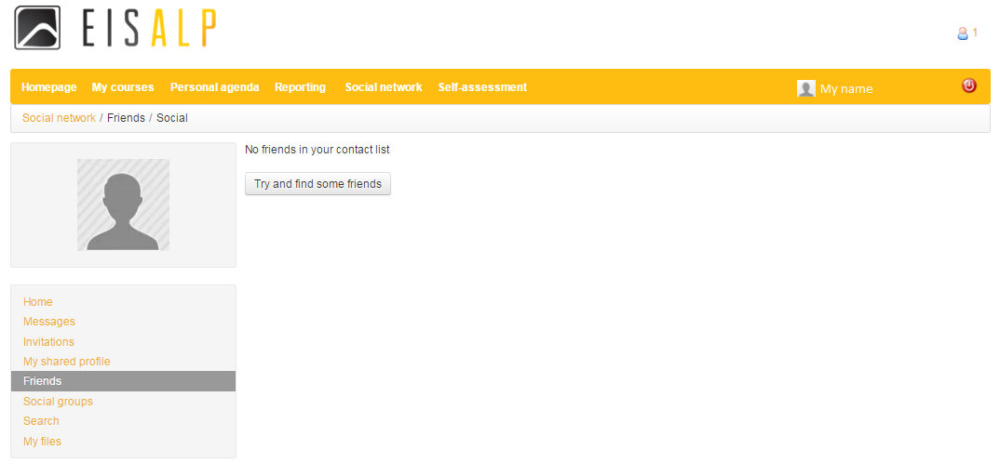 EISALP
1
Homepage My courses Personal agenda Reporting Social network Self-assessment My name
Social network / Friends / Social
No friends in your contact list
Try and find some friends
Home
Messages
Invitations
My shared profile
Friends
Social groups
Search
My files